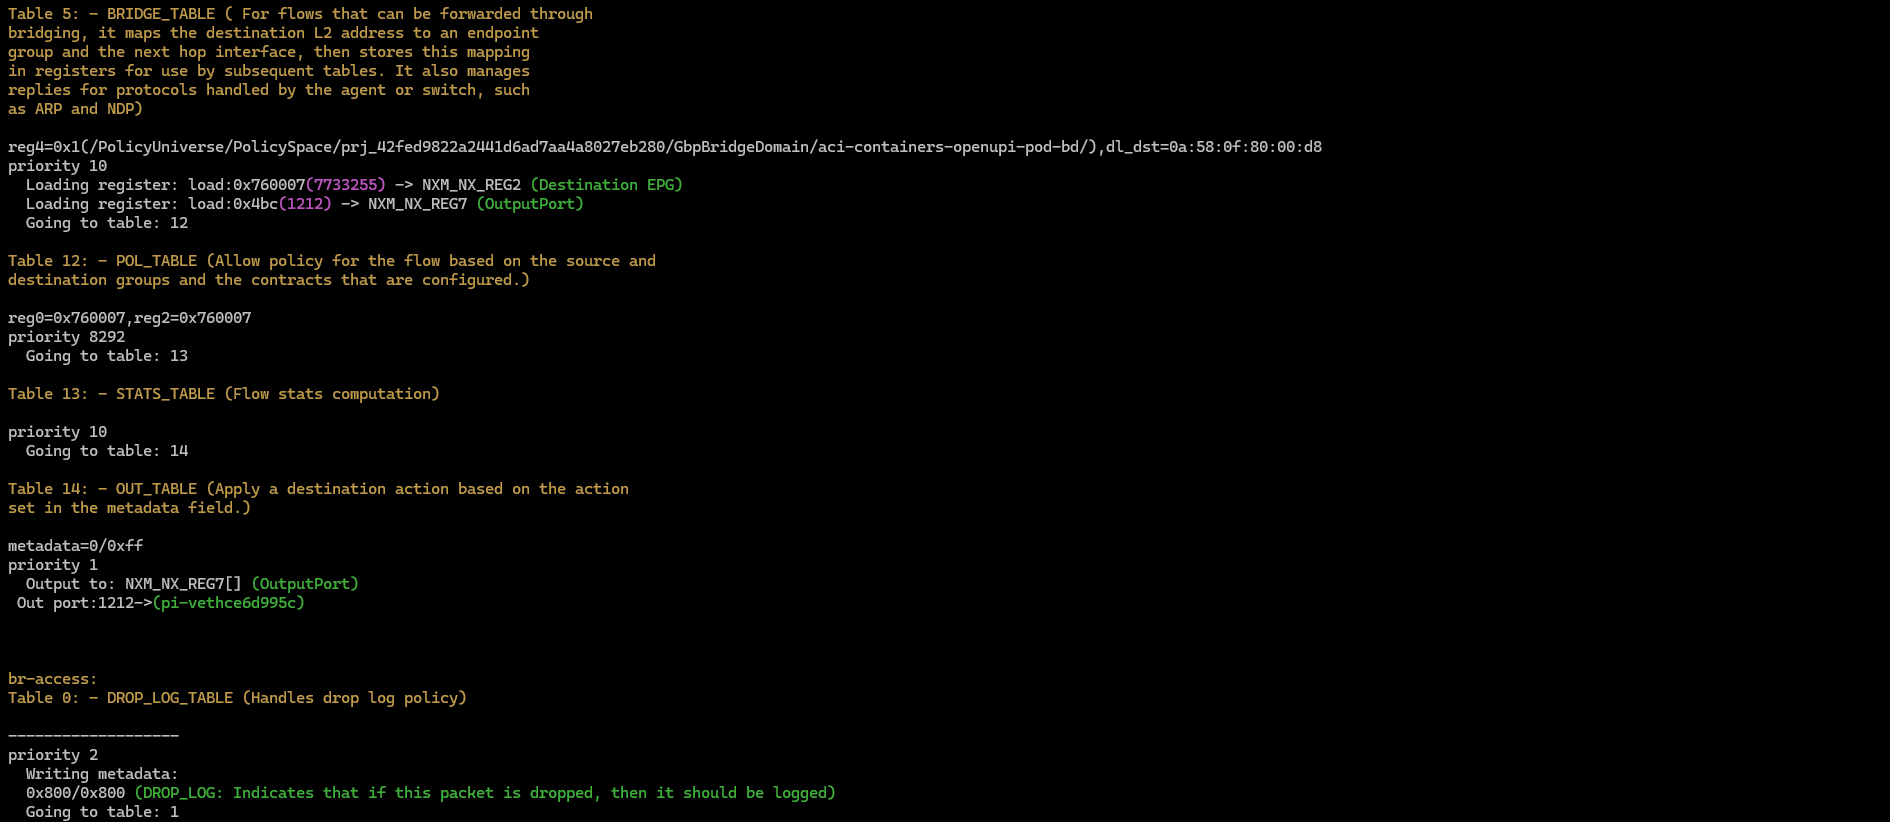 Table 5: - BRIDGE_TABLE ( For flows that can be forwarded through
bridging, it maps the destination L2 address to an endpoint
group and the next hop interface, then stores this mapping
in registers for use by subsequent tables. It also manages
replies for protocols handled by the agent or switch, such
as ARP and NDP)
reg4=0x1(/PolicyUniverse/PolicySpace/prj_42fed9822a2441d6ad7aa4a8027eb280/GbpBridgeDomain/aci-containers-openupi-pod-bd/),dl_dst=0a:58:0f:80:00:d8
priority 10
  Loading register: load:0x760007(7733255) -> NXM_NX_REG2 (Destination EPG)
  Loading register: load:0x4bc(1212) -> NXM_NX_REG7 (OutputPort)
  Going to table: 12
Table 12: - POL_TABLE (Allow policy for the flow based on the source and
destination groups and the contracts that are configured.)
reg0=0x760007,reg2=0x760007
priority 8292
  Going to table: 13
Table 13: - STATS_TABLE (Flow stats computation)
priority 10
  Going to table: 14
Table 14: - OUT_TABLE (Apply a destination action based on the action
set in the metadata field.)
metadata=0/0xff
priority 1
  Output to: NXM_NX_REG7[] (OutputPort)
 Out port:1212->(pi-vethce6d995c)
br-access:
Table 0: - DROP_LOG_TABLE (Handles drop log policy)
-------------------
priority 2
  Writing metadata:
  0x800/0x800 (DROP_LOG: Indicates that if this packet is dropped, then it should be logged)
  Going to table: 1